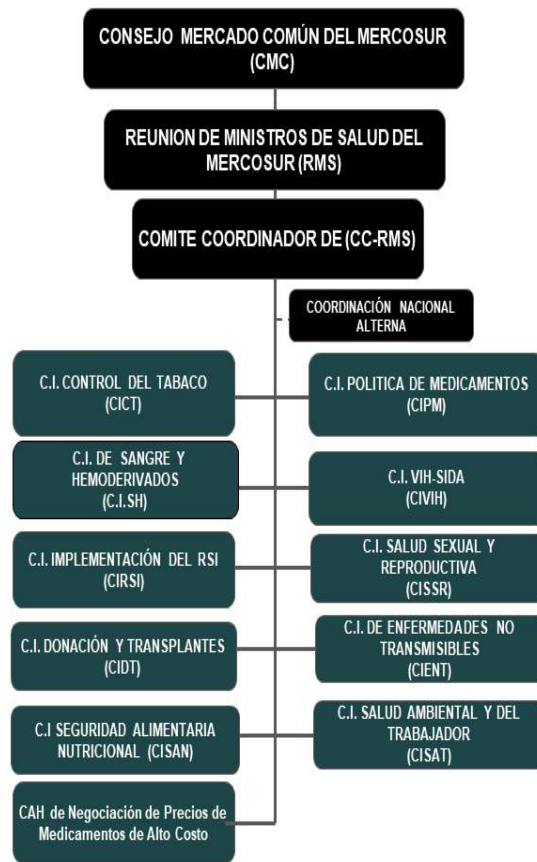 CONSEJO MERCADO COMÚN DEL MERCOSUR
(CMC)
REUNION DE MINISTROS DE SALUD DEL
MERCOSUR (RMS)
COMITE COORDINADOR DE (CC-RMS)
COORDINACIÓN NACIONAL
ALTERNA
C.I. CONTROL DEL TABACO
(CICT)
C.I. POLITICA DE MEDICAMENTOS
(CIPM)
C.I. DE SANGRE Y
HEMODERIVADOS
(C.I.SH)
C.I. VIH-SIDA
(CIVIH)
C.I. IMPLEMENTACIÓN DEL RSI
(CIRSI)
C.I. SALUD SEXUAL Y
REPRODUCTIVA
(CISSR)
C.I. DONACIÓN Y TRANSPLANTES
(CIDT)
C.I. DE ENFERMEDADES NO
TRANSMISIBLES
(CIENT)
C.I SEGURIDAD ALIMENTARIA
NUTRICIONAL (CISAN)
C.I. SALUD AMBIENTAL Y DEL
TRABAJADOR
(CISAT)
CAH de Negociación de Precios de
Medicamentos de Alto Costo